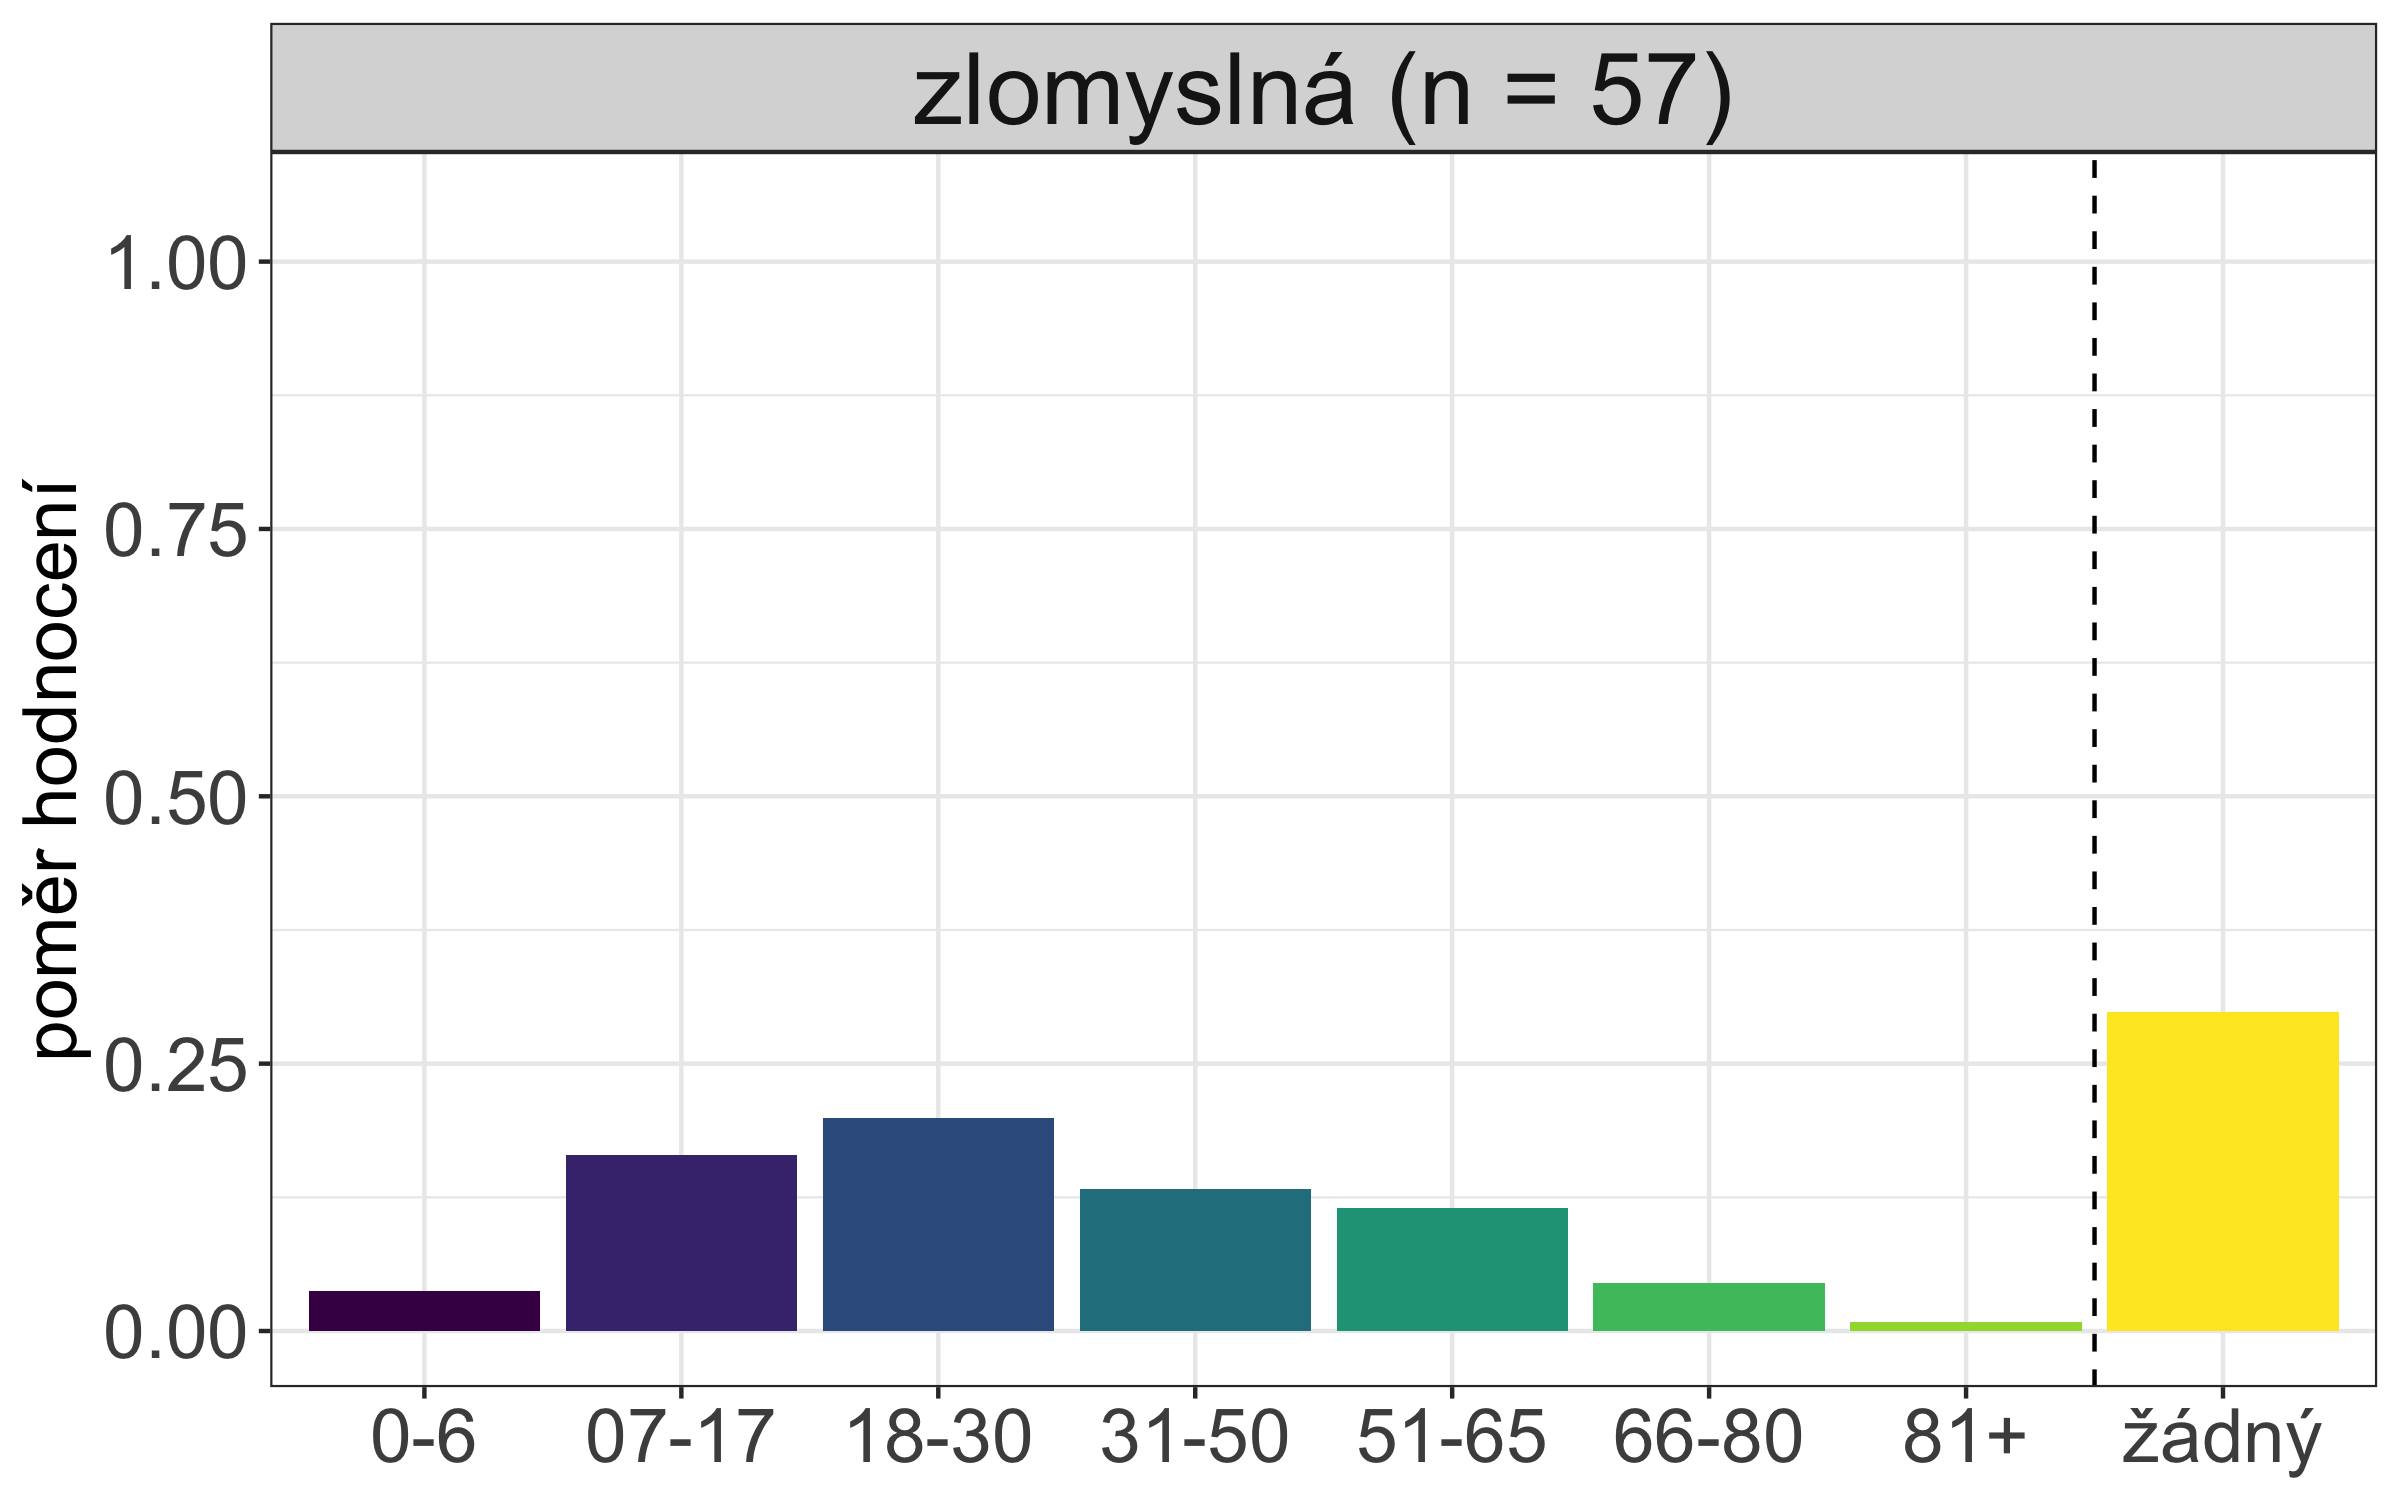 zlomyslná (n = 57)
poměr hodnocení
1.00
0.75
0.50
0.25
0.00
0-6 07-17 18-30 31-50 51-65 66-80 81+ žádný